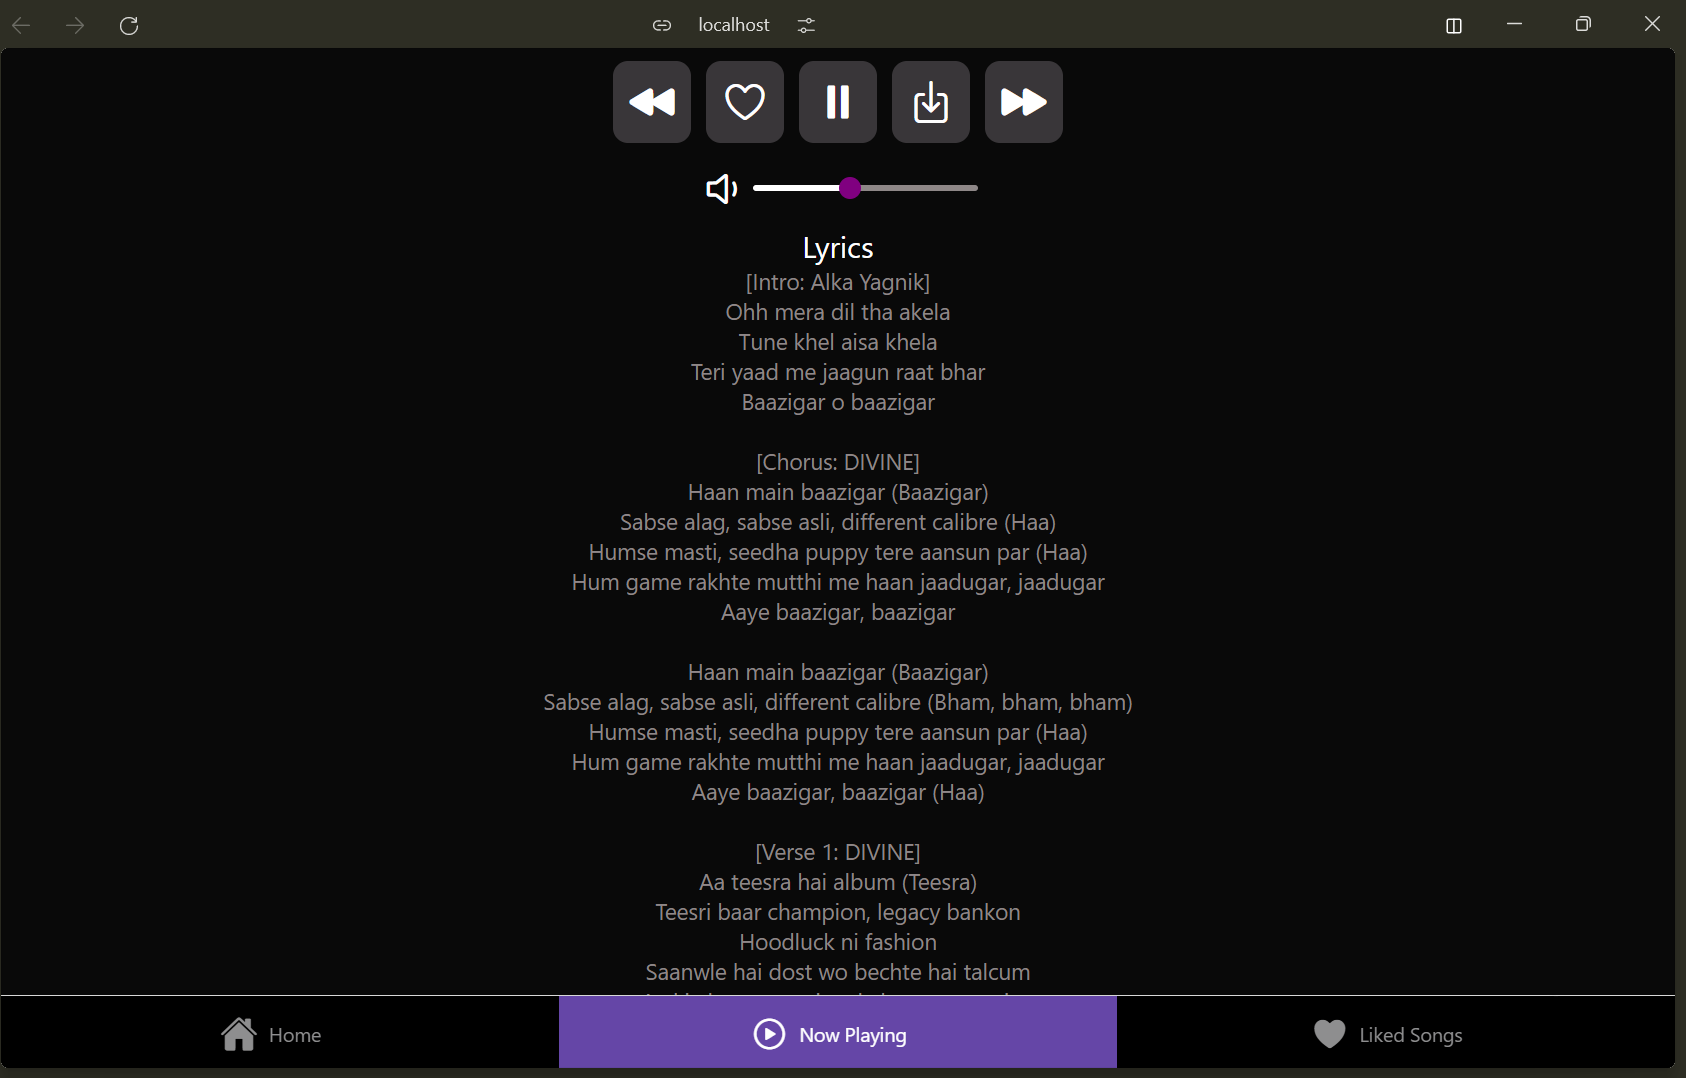 localhost
Lyrics
[Intro: Alka Yagnik]
Ohh mera dil tha akela
Tune khel aisa khela
Teri yaad me jaagun raat bhar
Baazigar o baazigar
[Chorus: DIVINE]
Haan main baazigar (Baazigar)
Sabse alag, sabse asli, different calibre (Haa)
Humse masti, seedha puppy tere aansun par (Haa)
Hum game rakhte mutthi me haan jaadugar, jaadugar
Aaye baazigar, baazigar
Haan main baazigar (Baazigar)
Sabse alag, sabse asli, different calibre (Bham, bham, bham)
Humse masti, seedha puppy tere aansun par (Haa)
Hum game rakhte mutthi me haan jaadugar, jaadugar
Aaye baazigar, baazigar (Haa)
[Verse 1: DIVINE]
Aa teesra hai album (Teesra)
Teesri baar champion, legacy bankon
Hoodluck ni fashion
Saanwle hai dost wo bechte hai talcum
Home
Now Playing
Liked Songs